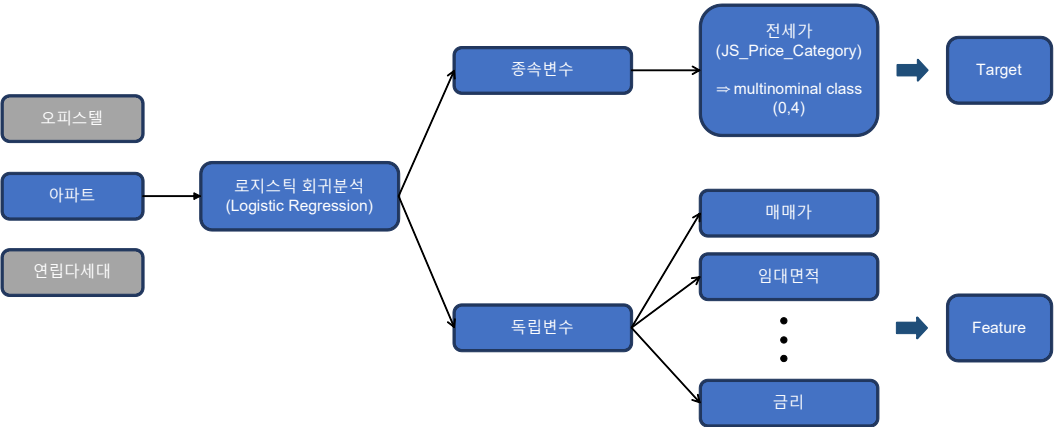 오피스텔
아파트
연립다세대
로지스틱 회귀분석
(Logistic Regression)
종속변수
독립변수
전세가
(JS_Price_Category)
⇒ multinominal class
(0,4)
매매가
임대면적
금리
Target
Feature